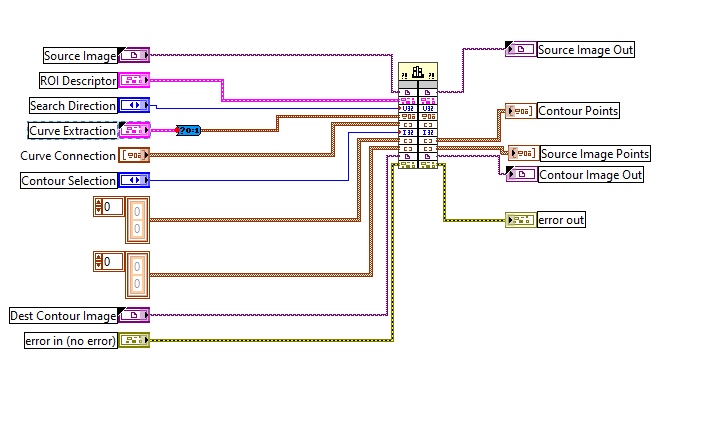 Source Image
Source Image Out
ROI Descriptor
Search Direction
Contour Points
Curve Extraction
?0:1
Curve Connection
Source Image Points
Contour Selection
Contour Image Out
0
0
0
error out
0
0
0
Dest Contour Image
error in (no error)